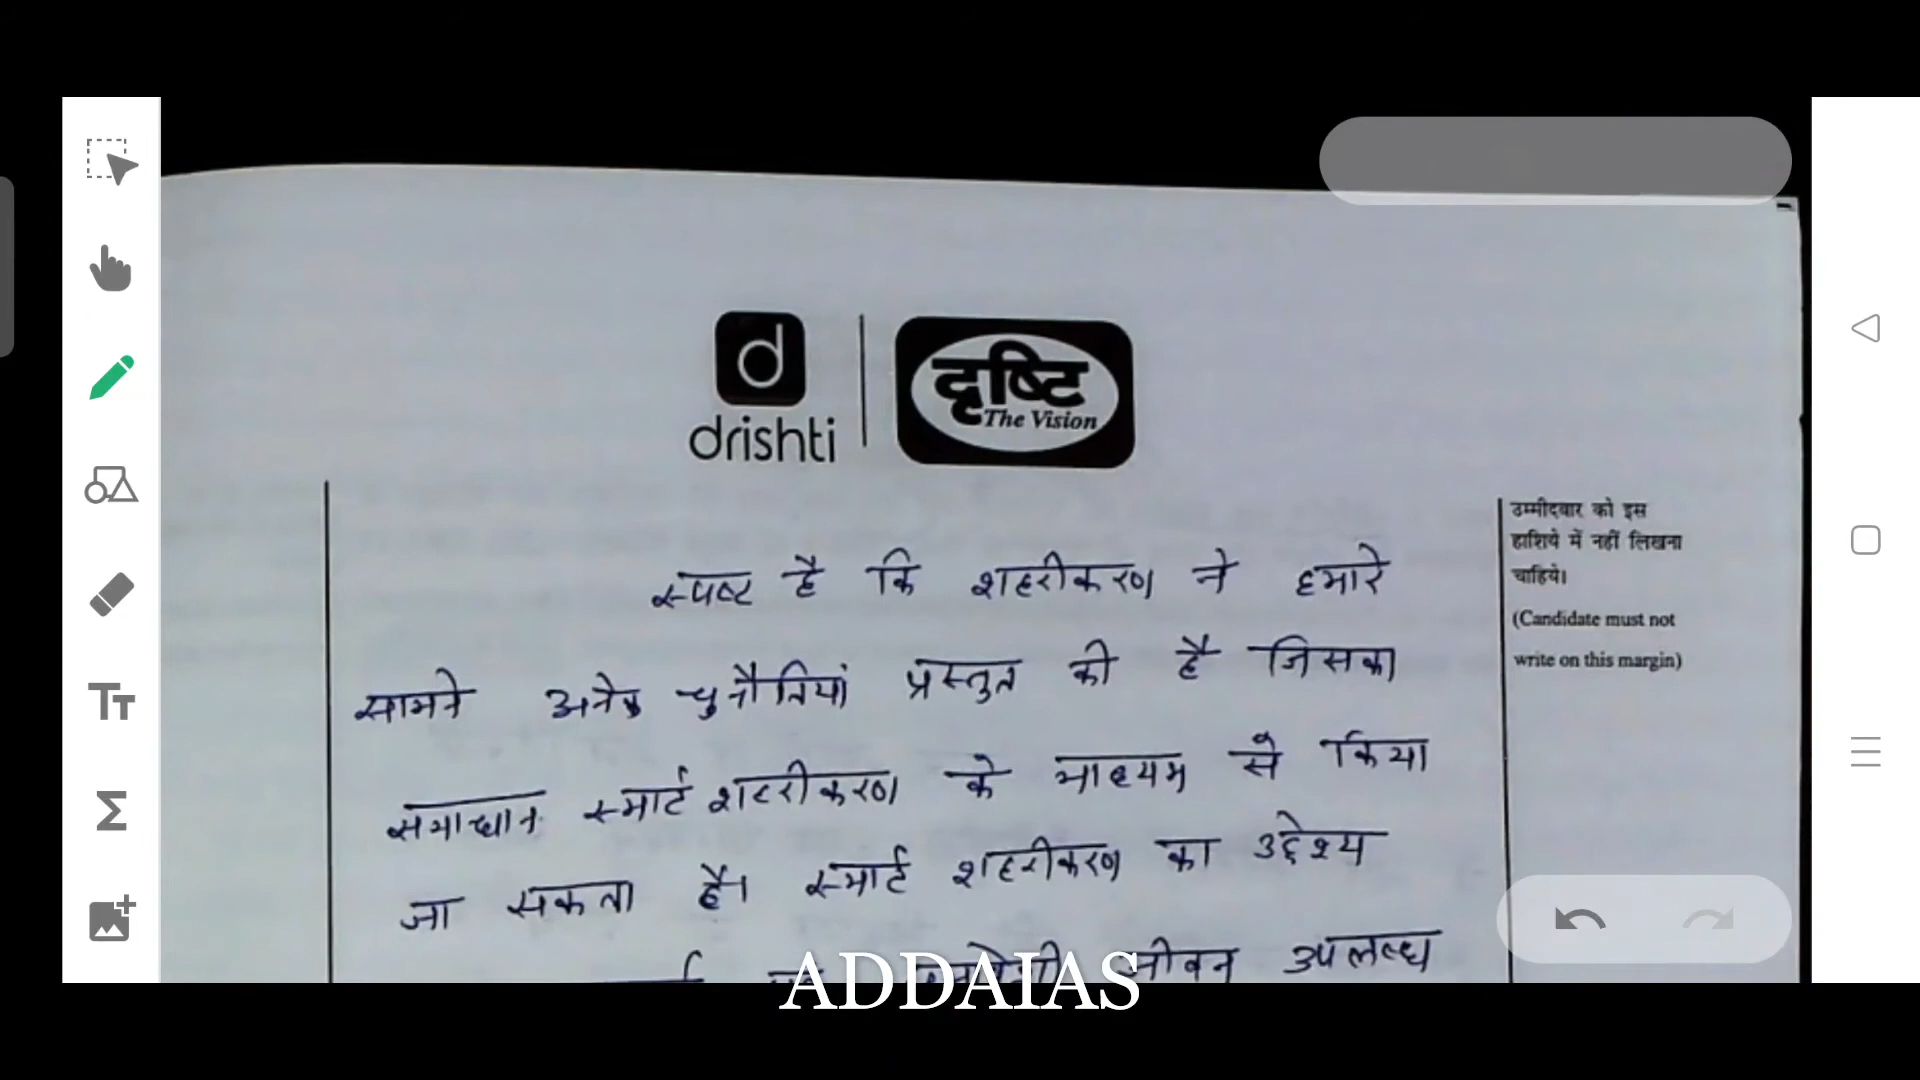 d
drishti
दृष्टि
The Vision
उम्मीदवार को इस
हाशिये में नहीं लिखना
चाहिये।
(Candidate must not
write on this margin)
स्पष्ट है कि शहरीकरण ने हमारे
सामने अनेक चुनौतियां प्रस्तुत की है जिसका
समाधान स्मार्ट शहरीकरण के माध्यम से किया
जा सकता है। स्मार्ट शहरीकरण का उद्देश्य
जीवन उपलब्ध
ADDAIAS
Tт
Σ